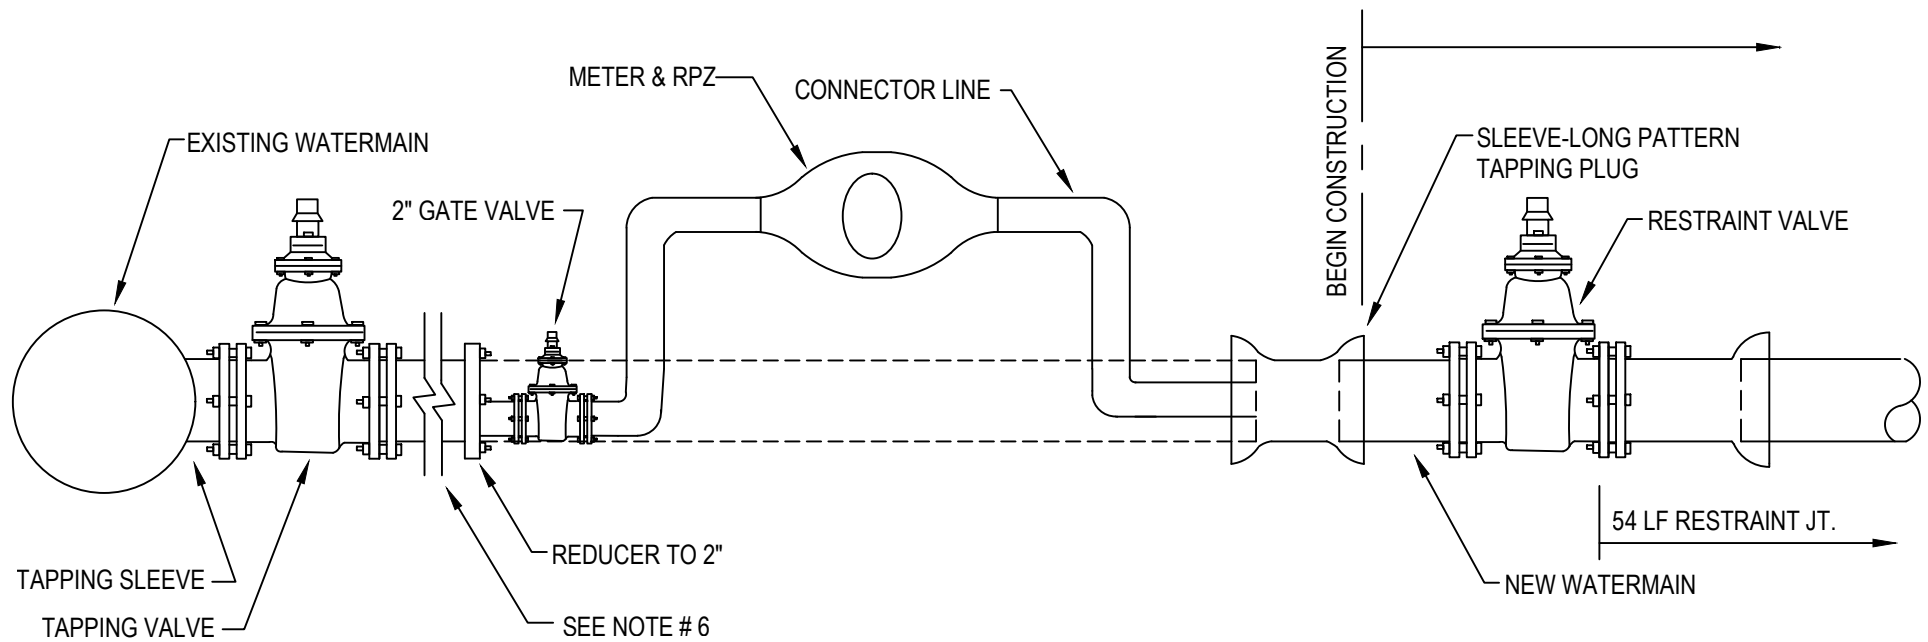 METER & RPZ
CONNECTOR LINE
BEGIN CONSTRUCTION
EXISTING WATERMAIN
SLEEVE-LONG PATTERN
TAPPING PLUG
2" GATE VALVE
RESTRAINT VALVE
54 LF RESTRAINT JT.
REDUCER TO 2"
TAPPING SLEEVE
NEW WATERMAIN
TAPPING VALVE
SEE NOTE # 6